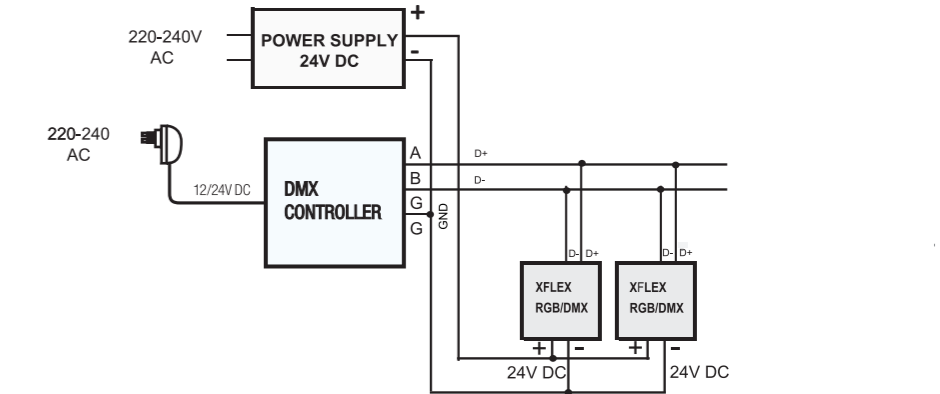 220-240V
AC
POWER SUPPLY
24V DC
+
-
220-240
AC
12/24V DC
DMX
CONTROLLER
A
B
G
G
GND
D+
D-
D- D+
D- D+
XFLEX
RGB/DMX
XFLEX
RGB/DMX
+ -
+ -
24V DC
24V DC